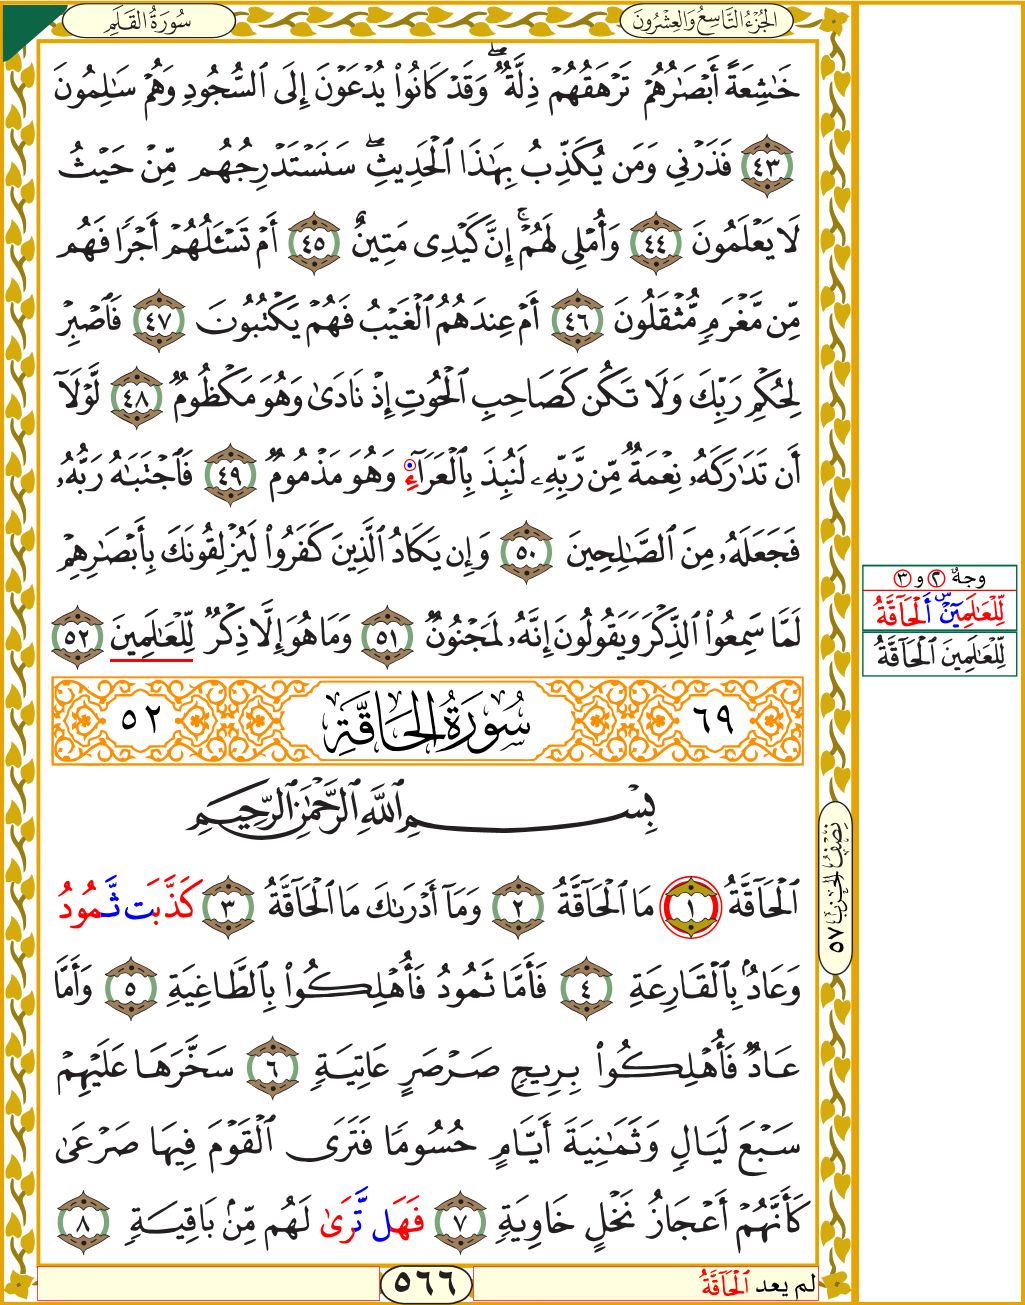 سُورَةُ القَلَمِ
الجُزْءُ التَّاسِعُ وَالعِشْرُونَ
خَٰشِعَةً أَبْصَٰرُهُمْ تَرْهَقُهُمْ ذِلَّةٌۖ وَقَدْ كَانُوا۟ يُدْعَوْنَ إِلَى ٱلسُّجُودِ وَهُمْ سَٰلِمُونَ
٤٣ فَذَرْنِى وَمَن يُكَذِّبُ بِهَٰذَا ٱلْحَدِيثِۖ سَنَسْتَدْرِجُهُم مِّنْ حَيْثُ
لَا يَعْلَمُونَ ٤٤ وَأُمْلِى لَهُمْۚ إِنَّ كَيْدِى مَتِينٌ ٤٥ أَمْ تَسْـَٔلُهُمْ أَجْرًا فَهُم
مِّن مَّغْرَمٍ مُّثْقَلُونَ ٤٦ أَمْ عِندَهُمُ ٱلْغَيْبُ فَهُمْ يَكْتُبُونَ ٤٧ فَٱصْبِرْ
لِحُكْمِ رَبِّكَ وَلَا تَكُن كَصَاحِبِ ٱلْحُوتِ إِذْ نَادَىٰ وَهُوَ مَكْظُومٌ ٤٨ لَّوْلَآ
أَن تَدَٰرَكَهُۥ نِعْمَةٌ مِّن رَّبِّهِۦ لَنُبِذَ بِٱلْعَرَآءِ وَهُوَ مَذْمُومٌ ٤٩ فَٱجْتَبَٰهُ رَبُّهُۥ
فَجَعَلَهُۥ مِنَ ٱلصَّٰلِحِينَ ٥٠ وَإِن يَكَادُ ٱلَّذِينَ كَفَرُوا۟ لَيُزْلِقُونَكَ بِأَبْصَٰرِهِمْ
لَمَّا سَمِعُوا۟ ٱلذِّكْرَ وَيَقُولُونَ إِنَّهُۥ لَمَجْنُونٌ ٥١ وَمَا هُوَ إِلَّا ذِكْرٌ لِّلْعَٰلَمِينَ ٥٢
٦٩ سُورَةُ الحَاقَّةِ ٥٢
بِسْمِ ٱللَّهِ ٱلرَّحْمَٰنِ ٱلرَّحِيمِ
ٱلْحَآقَّةُ ١ مَا ٱلْحَآقَّةُ ٢ وَمَآ أَدْرَىٰكَ مَا ٱلْحَآقَّةُ ٣ كَذَّبَت ثَّمُودُ
وَعَادٌۢ بِٱلْقَارِعَةِ ٤ فَأَمَّا ثَمُودُ فَأُهْلِكُوا۟ بِٱلطَّاغِيَةِ ٥ وَأَمَّا
عَادٌ فَأُهْلِكُوا۟ بِرِيحٍ صَرْصَرٍ عَاتِيَةٍ ٦ سَخَّرَهَا عَلَيْهِمْ
سَبْعَ لَيَالٍ وَثَمَٰنِيَةَ أَيَّامٍ حُسُومًا فَتَرَى ٱلْقَوْمَ فِيهَا صَرْعَىٰ
كَأَنَّهُمْ أَعْجَازُ نَخْلٍ خَاوِيَةٍ ٧ فَهَل تَّرَىٰ لَهُم مِّنۢ بَاقِيَةٍ ٨
وجهٌ ٢ و ٣
لِّلْعَٰلَمِينَۜ ٱلْحَآقَّةُ
لِّلْعَٰلَمِينَ ٱلْحَآقَّةُ
نِصْفُ الحِزْبِ ٥٧
لم يعد ٱلْحَآقَّةُ
٥٦٦